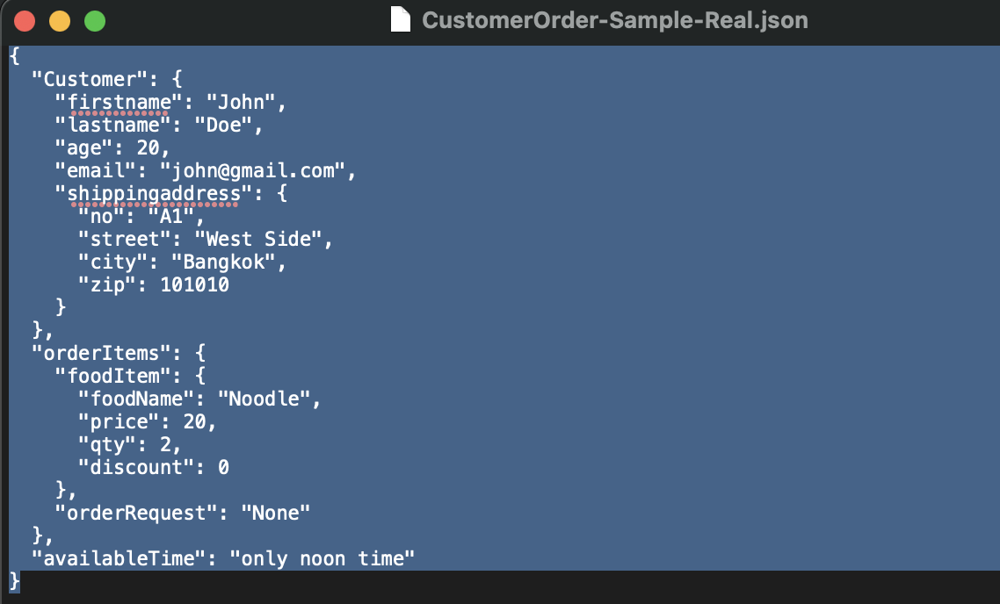 CustomerOrder-Sample-Real.json
{
  "Customer": {
    "firstname": "John",
    "lastname": "Doe",
    "age": 20,
    "email": "john@gmail.com",
    "shippingaddress": {
      "no": "A1",
      "street": "West Side",
      "city": "Bangkok",
      "zip": 101010
    }
  },
  "orderItems": {
    "foodItem": {
      "foodName": "Noodle",
      "price": 20,
      "qty": 2,
      "discount": 0
    },
    "orderRequest": "None"
  },
  "availableTime": "only noon time"
}